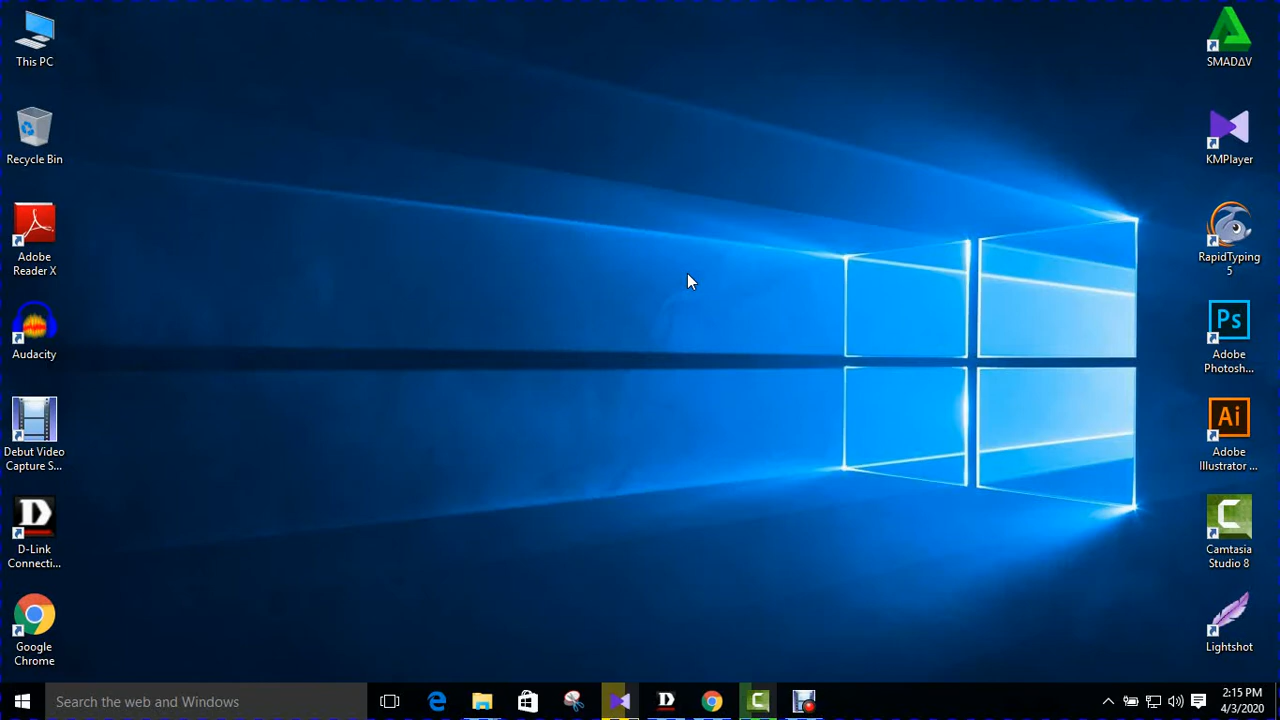 This PC
Recycle Bin
Adobe
Reader X
Audacity
Debut Video
Capture S...
D-Link
Connecti...
Google
Chrome
SMADΔV
KMPlayer
RapidTyping
5
Ps
Adobe
Photosh...
Ai
Adobe
Illustrator ...
C
Camtasia
Studio 8
Lightshot
Search the web and Windows
2:15 PM
4/3/2020